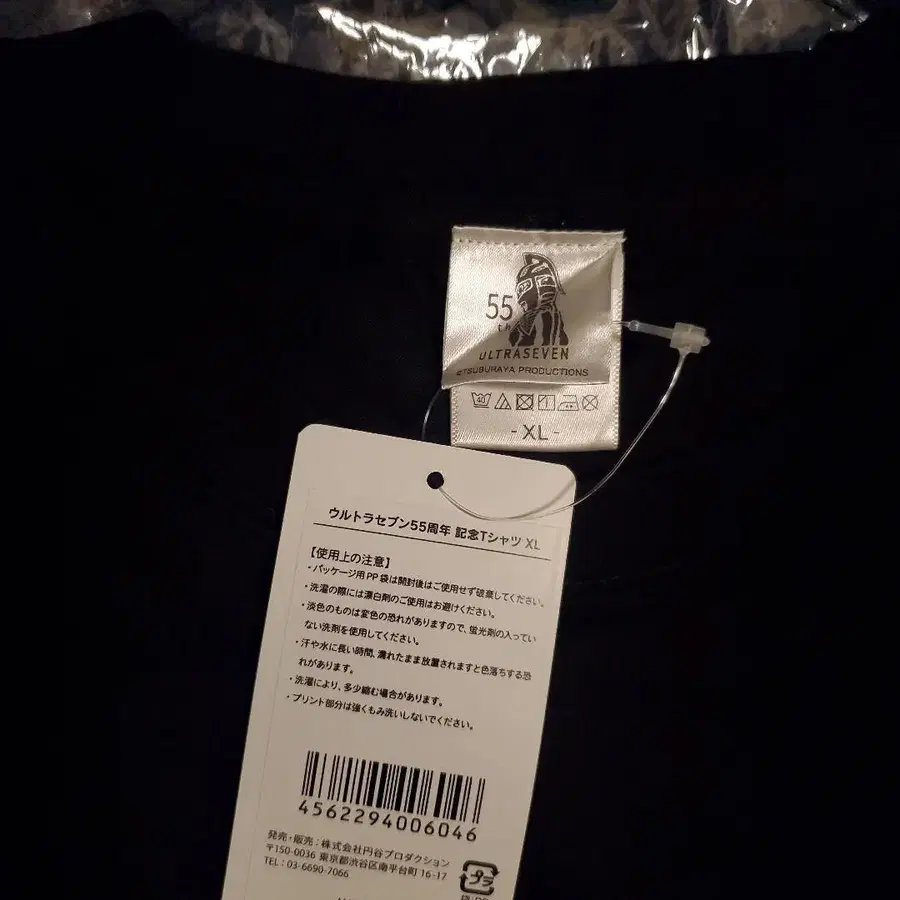 55
th
ULTRASEVEN
©TSUBURAYA PRODUCTIONS
40
- XL -
ウルトラセブン55周年 記念Tシャツ XL
【使用上の注意】
・パッケージ用PP袋は開封後はご使用せず破棄してください。
・洗濯の際には漂白剤のご使用はお避けください。
・淡色のものは変色の恐れがありますので、蛍光剤の入ってい
ない洗剤を使用してください。
・汗や水に長い時間、濡れたまま放置されますと色落ちする恐
れがあります。
・洗濯により、多少縮む場合があります。
・プリント部分は強くもみ洗いしないでください。
4562294006046
発売・販売：株式会社円谷プロダクション
〒150-0036 東京都渋谷区南平台町 16-17
TEL：03-6690-7066
プラ